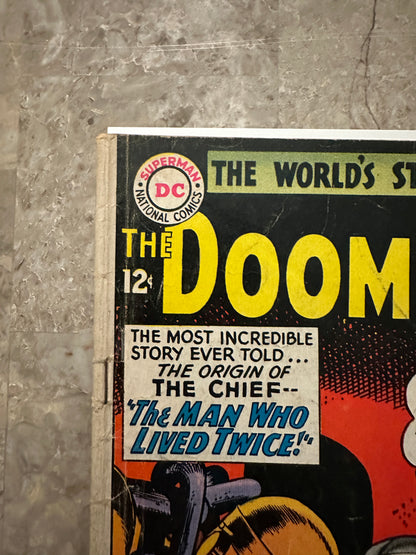 SUPERMAN
DC
NATIONAL COMICS
THE WORLD'S ST
THE DOOM
12¢
THE MOST INCREDIBLE
STORY EVER TOLD...
THE ORIGIN OF
THE CHIEF--
"THE MAN WHO
LIVED TWICE!"